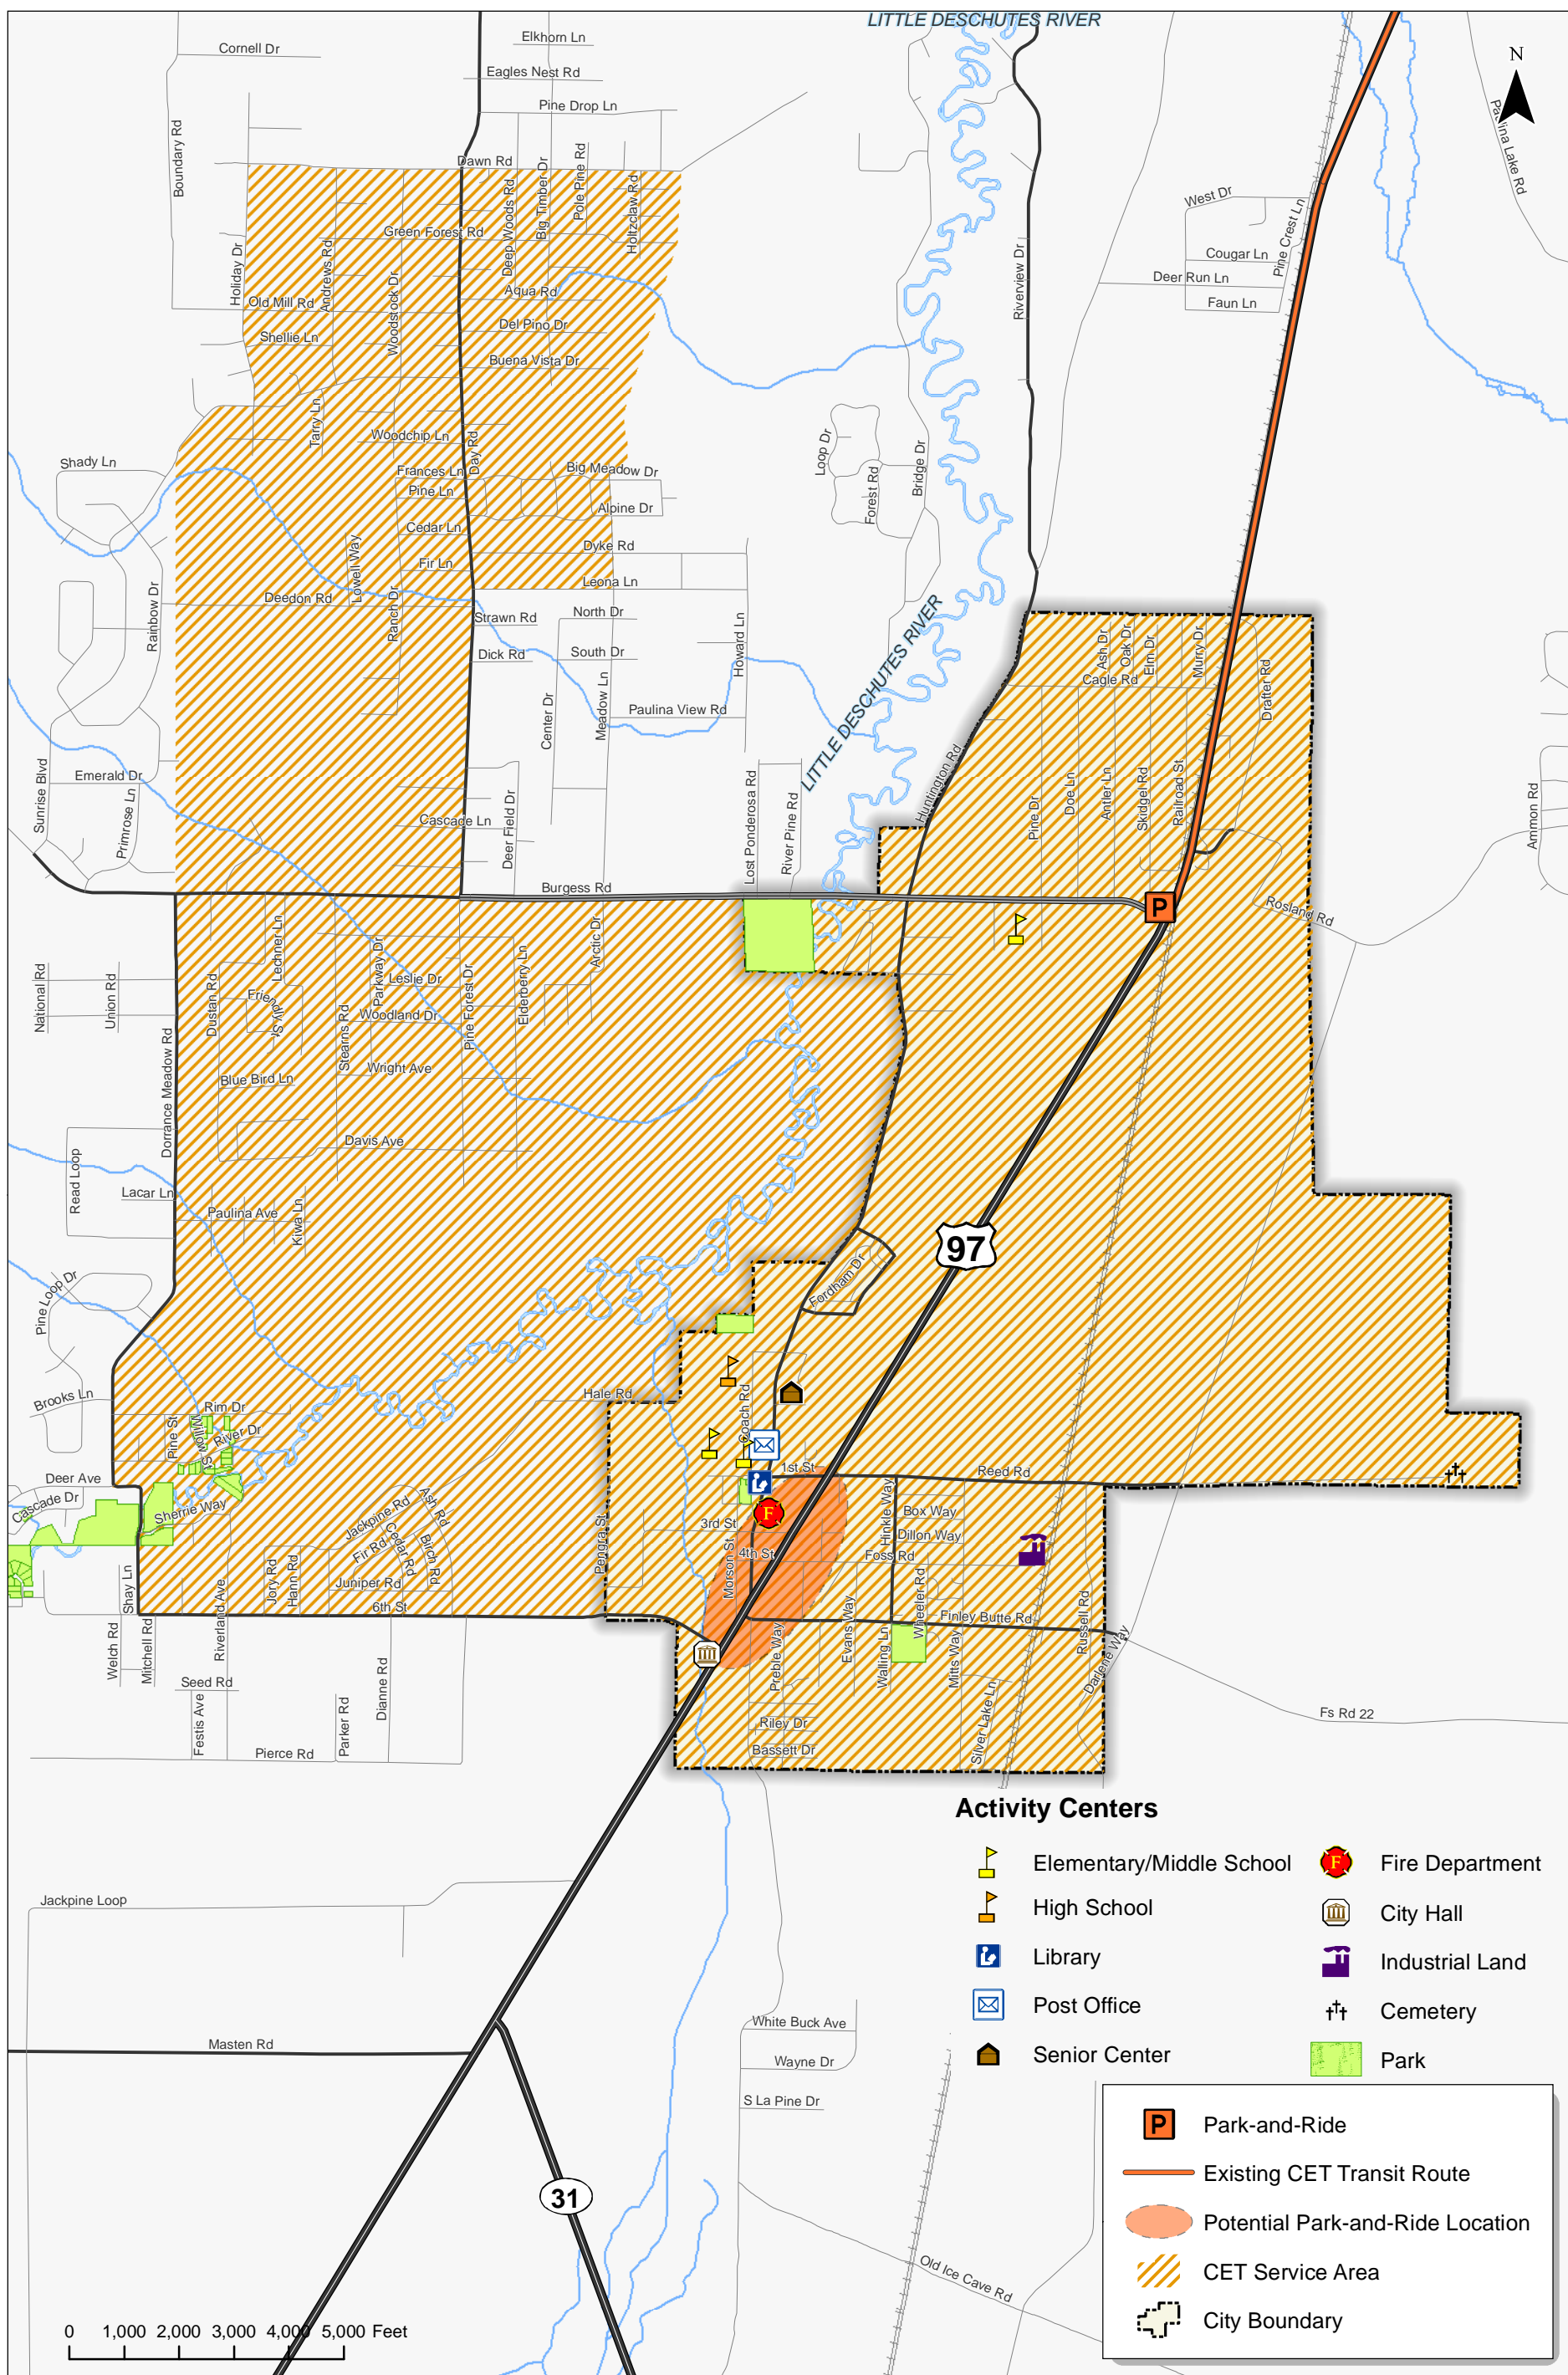 LITTLE DESCHUTES RIVER
N
Elkhorn Ln
Cornell Dr
Eagles Nest Rd
Pine Drop Ln
Boundary Rd
Paulina Lake Rd
Dawn Rd
Deep Woods Rd
Big Timber Dr
Pole Pine Rd
Holtzclaw Rd
West Dr
Pine Crest Ln
Green Forest Rd
Holiday Dr
Andrews Rd
Woodstock Dr
Riverview Dr
Cougar Ln
Deer Run Ln
Faun Ln
Aqua Rd
Old Mill Rd
Del Pino Dr
Shellie Ln
Buena Vista Dr
Tarry Ln
Woodchip Ln
Day Rd
Loop Dr
Forest Rd
Bridge Dr
Shady Ln
Frances Ln
Big Meadow Dr
Pine Ln
Alpine Dr
Cedar Ln
Dyke Rd
Lowell Way
Fir Ln
Leona Ln
Rainbow Dr
Deedon Rd
Ranch Dr
Strawn Rd
North Dr
Howard Ln
LITTLE DESCHUTES RIVER
Dick Rd
South Dr
Ash Dr
Oak Dr
Elm Dr
Murry Dr
Cagle Rd
Drafter Rd
Center Dr
Meadow Ln
Paulina View Rd
Sunrise Blvd
Emerald Dr
Primrose Ln
Huntington Rd
Lost Ponderosa Rd
River Pine Rd
Pine Dr
Doe Ln
Antler Ln
Skidgel Rd
Railroad St
Ammon Rd
Cascade Ln
Deer Field Dr
Burgess Rd
P
Rosland Rd
Lechner Ln
Parkway Dr
Arctic Dr
National Rd
Union Rd
Dustan Rd
Leslie Dr
Friendly St
Stearns Rd
Woodland Dr
Pine Forest Dr
Elderberry Ln
Dorrance Meadow Rd
Wright Ave
Blue Bird Ln
Davis Ave
Read Loop
Lacar Ln
Paulina Ave
Kiwa Ln
97
Pine Loop Dr
Fordham Dr
Brooks Ln
Hale Rd
Rim Dr
Pine St
Willow St
River Dr
Coach Rd
Deer Ave
1st St
Reed Rd
Cascade Dr
Sherrie Way
Jackpine Rd
Ash Rd
F
Hinkle Way
Box Way
3rd St
Dillon Way
Fir Rd
Cedar Rd
Birch Rd
Pengra St
Morson St
4th St
Foss Rd
Shay Ln
Riverland Ave
Jory Rd
Hann Rd
Juniper Rd
6th St
Wheeler Rd
Finley Butte Rd
Russell Rd
Welch Rd
Mitchell Rd
Preble Way
Evans Way
Walling Ln
Mitts Way
Darlene Way
Seed Rd
Festis Ave
Parker Rd
Dianne Rd
Silver Lake Ln
Fs Rd 22
Riley Dr
Pierce Rd
Bassett Dr
Activity Centers
Elementary/Middle School
Fire Department
High School
City Hall
Library
Industrial Land
Post Office
Cemetery
Senior Center
Park
Jackpine Loop
White Buck Ave
Masten Rd
Wayne Dr
S La Pine Dr
31
Old Ice Cave Rd
P Park-and-Ride
Existing CET Transit Route
Potential Park-and-Ride Location
CET Service Area
City Boundary
0 1,000 2,000 3,000 4,000 5,000 Feet